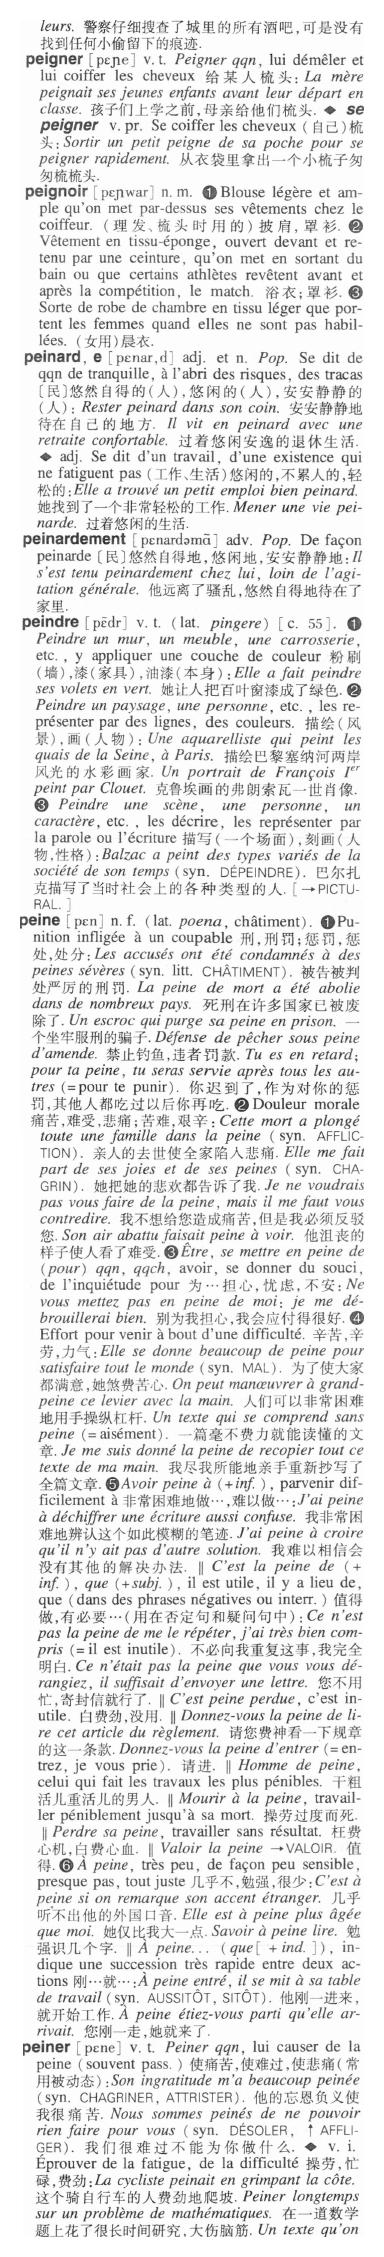 leurs. 警察仔细搜查了城里的所有酒吧,可是没有
找到任何小偷留下的痕迹.
peigner [pɛɲe] v. t. Peigner qqn, lui démêler et
lui coiffer les cheveux 给某人梳头: La mère
peignait ses jeunes enfants avant leur départ en
classe. 孩子们上学之前,母亲给他们梳头. ◆ se
peigner v. pr. Se coiffer les cheveux (自己)梳
头: Sortir un petit peigne de sa poche pour se
peigner rapidement. 从衣袋里拿出一个小梳子匆
匆梳梳头.
peignoir [pɛɲwar] n. m. ❶ Blouse légère et am-
ple qu'on met par-dessus ses vêtements chez le
coiffeur. (理发、梳头时用的) 披肩, 罩衫. ❷
Vêtement en tissu-éponge, ouvert devant et re-
tenu par une ceinture, qu'on met en sortant du
bain ou que certains athlètes revêtent avant et
après la compétition, le match. 浴衣; 罩衫. ❸
Sorte de robe de chambre en tissu léger que por-
tent les femmes quand elles ne sont pas habil-
lées. (女用)晨衣.
peinard, e [pɛnar,d] adj. et n. Pop. Se dit de
qqn de tranquille, à l'abri des risques, des tracas
[民]悠然自得的(人),悠闲的(人),安安静静的
(人): Rester peinard dans son coin. 安安静静地
待在自己的地方. Il vit en peinard avec une
retraite confortable. 过着悠闲安逸的退休生活.
◆ adj. Se dit d'un travail, d'une existence qui
ne fatiguent pas (工作、生活)悠闲的,不累人的,轻
松的: Elle a trouvé un petit emploi bien peinard.
她找到了一个非常轻松的工作. Mener une vie pei-
narde. 过着悠闲的生活.
peinardement [pɛnardəmɑ̃] adv. Pop. De façon
peinarde [民]悠然自得地,悠闲地,安安静静地: Il
s'est tenu peinardement chez lui, loin de l'agi-
tation générale. 他远离了骚乱,悠然自得地待在了
家里.
peindre [pɛ̃dr] v. t. (lat. pingere) [c. 55]. ❶
Peindre un mur, un meuble, une carrosserie,
etc., y appliquer une couche de couleur 粉刷
(墙),漆(家具),油漆(本身): Elle a fait peindre
ses volets en vert. 她让人把百叶窗漆成了绿色. ❷
Peindre un paysage, une personne, etc., les re-
présenter par des lignes, des couleurs. 描绘(风
景),画(人物): Une aquarelliste qui peint les
quais de la Seine, à Paris. 描绘巴黎塞纳河两岸
风光的水彩画家. Un portrait de François Ier
peint par Clouet. 克鲁埃画的弗朗索瓦一世肖像.
❸ Peindre une scène, une personne, un
caractère, etc., les décrire, les représenter par
la parole ou l'écriture 描写(一个场面),刻画(人
物,性格): Balzac a peint des types variés de la
société de son temps (syn. DÉPEINDRE). 巴尔扎
克描写了当时社会上的各种类型的人. [→PICTU-
RAL.]
peine [pɛn] n. f. (lat. poena, châtiment). ❶ Pu-
nition infligée à un coupable 刑,刑罚;惩罚,惩
处,处分: Les accusés ont été condamnés à des
peines sévères (syn. litt. CHÂTIMENT). 被告被判
处严厉的刑罚. La peine de mort a été abolie
dans de nombreux pays. 死刑在许多国家已被废
除了. Un escroc qui purge sa peine en prison. 一
个坐牢服刑的骗子. Défense de pêcher sous peine
d'amende. 禁止钓鱼,违者罚款. Tu es en retard;
pour ta peine, tu seras servie après tous les au-
tres (=pour te punir). 你迟到了,作为对你的惩
罚,其他人都吃过以后你再吃. ❷ Douleur morale
痛苦,难受,悲痛;苦难,艰辛: Cette mort a plongé
toute une famille dans la peine (syn. AFFLIC-
TION). 亲人的去世使全家陷入悲痛. Elle me fait
part de ses joies et de ses peines (syn. CHA-
GRIN). 她把她的悲欢都告诉了我. Je ne voudrais
pas vous faire de la peine, mais il me faut vous
contredire. 我不想给您造成痛苦,但是我必须反驳
您. Son air abattu faisait peine à voir. 他沮丧的
样子使人看了难受. ❸ Être, se mettre en peine de
(pour) qqn, qqch, avoir, se donner du souci,
de l'inquiétude pour 为…担心,忧虑,不安: Ne
vous mettez pas en peine de moi; je me dé-
brouillerai bien. 别为我担心,我会应付得很好. ❹
Effort pour venir à bout d'une difficulté. 辛苦,辛
劳,力气: Elle se donne beaucoup de peine pour
satisfaire tout le monde (syn. MAL). 为了使大家
都满意,她煞费苦心. On peut manœuvrer à grand-
peine ce levier avec la main. 人们可以非常困难
地用手操纵杠杆. Un texte qui se comprend sans
peine (=aisément). 一篇毫不费力就能读懂的文
章. Je me suis donné la peine de recopier tout ce
texte de ma main. 我尽我所能地亲手重新抄写了
全篇文章. ❺ Avoir peine à (+inf.), parvenir dif-
ficilement à 非常困难地做…,难以做…: J'ai peine
à déchiffrer une écriture aussi confuse. 我非常困
难地辨认这个如此模糊的笔迹. J'ai peine à croire
qu'il n'y ait pas d'autre solution. 我难以相信会
没有其他的解决办法. ‖ C'est la peine de (+
inf.), que (+subj.), il est utile, il y a lieu de,
que (dans des phrases négatives ou interr.) 值得
做,有必要…(用在否定句和疑问句中): Ce n'est
pas la peine de me le répéter, j'ai très bien com-
pris (=il est inutile). 不必向我重复这事,我完全
明白. Ce n'était pas la peine que vous vous dé-
rangiez, il suffisait d'envoyer une lettre. 您不用
忙,寄封信就行了. ‖ C'est peine perdue, c'est in-
utile. 白费劲,没用. ‖ Donnez-vous la peine de li-
re cet article du règlement. 请您费神看一下规章
的这一条款. Donnez-vous la peine d'entrer (=en-
trez, je vous prie). 请进. ‖ Homme de peine,
celui qui fait les travaux les plus pénibles. 干粗
活儿重活儿的男人. ‖ Mourir à la peine, travail-
ler péniblement jusqu'à sa mort. 操劳过度而死.
‖ Perdre sa peine, travailler sans résultat. 枉费
心机,白费心血. ‖ Valoir la peine →VALOIR. 值
得. ❻ À peine, très peu, de façon peu sensible,
presque pas, tout juste 几乎不,勉强,很少: C'est à
peine si on remarque son accent étranger. 几乎
听不出他的外国口音. Elle est à peine plus âgée
que moi. 她仅比我大一点. Savoir à peine lire. 勉
强识几个字. ‖ À peine... (que[+ind.]), in-
dique une succession très rapide entre deux ac-
tions 刚…就…: À peine entré, il se mit à sa table
de travail (syn. AUSSITÔT, SITÔT). 他刚一进来,
就开始工作. À peine étiez-vous parti qu'elle ar-
rivait. 您刚一走,她就来了.
peiner [pɛne] v. t. Peiner qqn, lui causer de la
peine (souvent pass.) 使痛苦,使难过,使悲痛(常
用被动态): Son ingratitude m'a beaucoup peinée
(syn. CHAGRINER, ATTRISTER). 他的忘恩负义使
我很痛苦. Nous sommes peinés de ne pouvoir
rien faire pour vous (syn. DÉSOLER, ↑ AFFLI-
GER). 我们很难过不能为你做什么. ◆ v. i.
Éprouver de la fatigue, de la difficulté 操劳,忙
碌,费劲: La cycliste peinait en grimpant la côte.
这个骑自行车的人费劲地爬坡. Peiner longtemps
sur un problème de mathématiques. 在一道数学
题上花了很长时间研究,大伤脑筋. Un texte qu'on